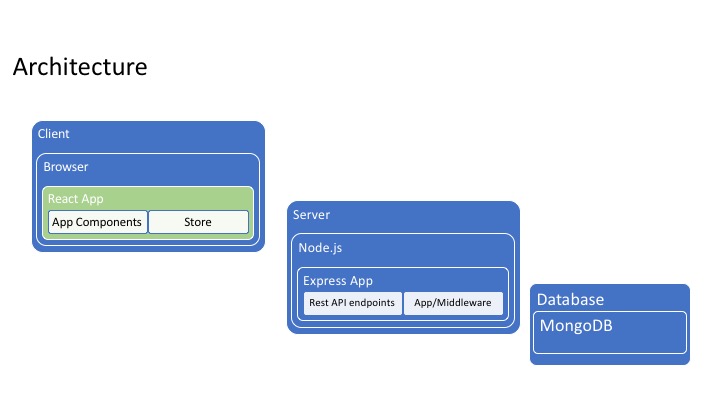 Architecture
Client
Browser
React App
App Components
Store
Server
Node.js
Express App
Rest API endpoints
App/Middleware
Database
MongoDB